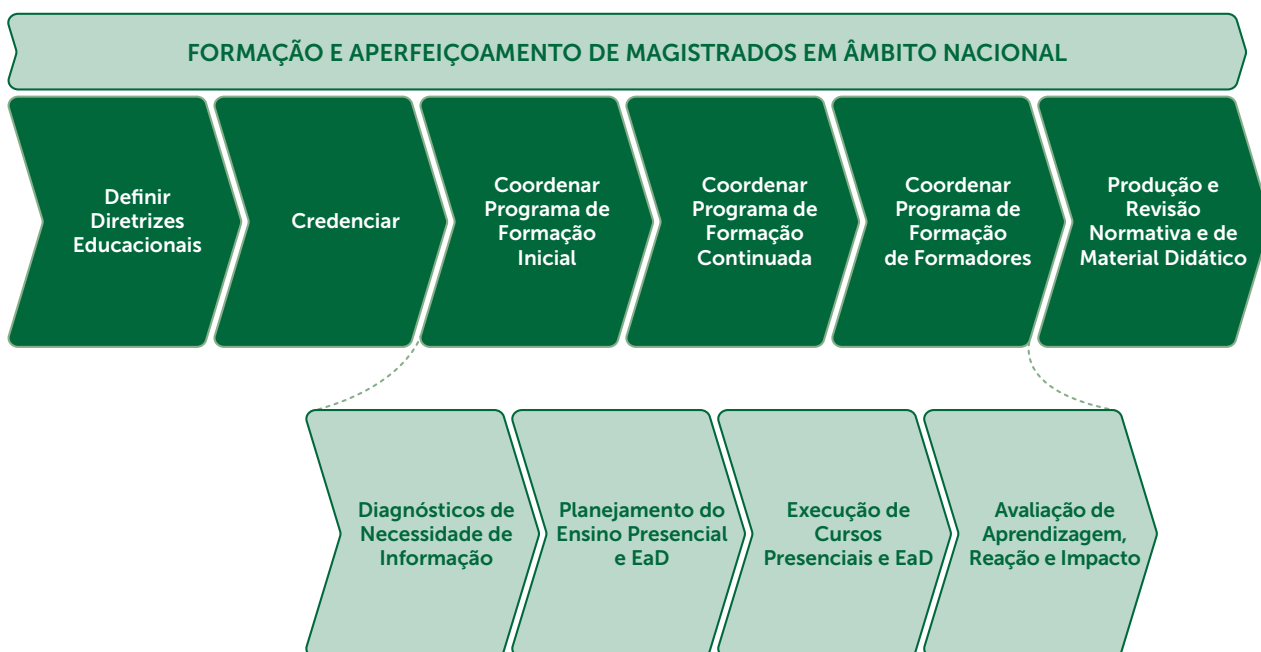 FORMAÇÃO E APERFEIÇOAMENTO DE MAGISTRADOS EM ÂMBITO NACIONAL
Definir
Diretrizes
Educacionais
Credenciar
Coordenar
Programa de
Formação
Inicial
Coordenar
Programa de
Formação
Continuada
Coordenar
Programa de
Formação
de Formadores
Produção e
Revisão
Normativa e de
Material Didático
Diagnósticos de
Necessidade de
Informação
Planejamento do
Ensino Presencial
e EaD
Execução de
Cursos
Presenciais e EaD
Avaliação de
Aprendizagem,
Reação e Impacto